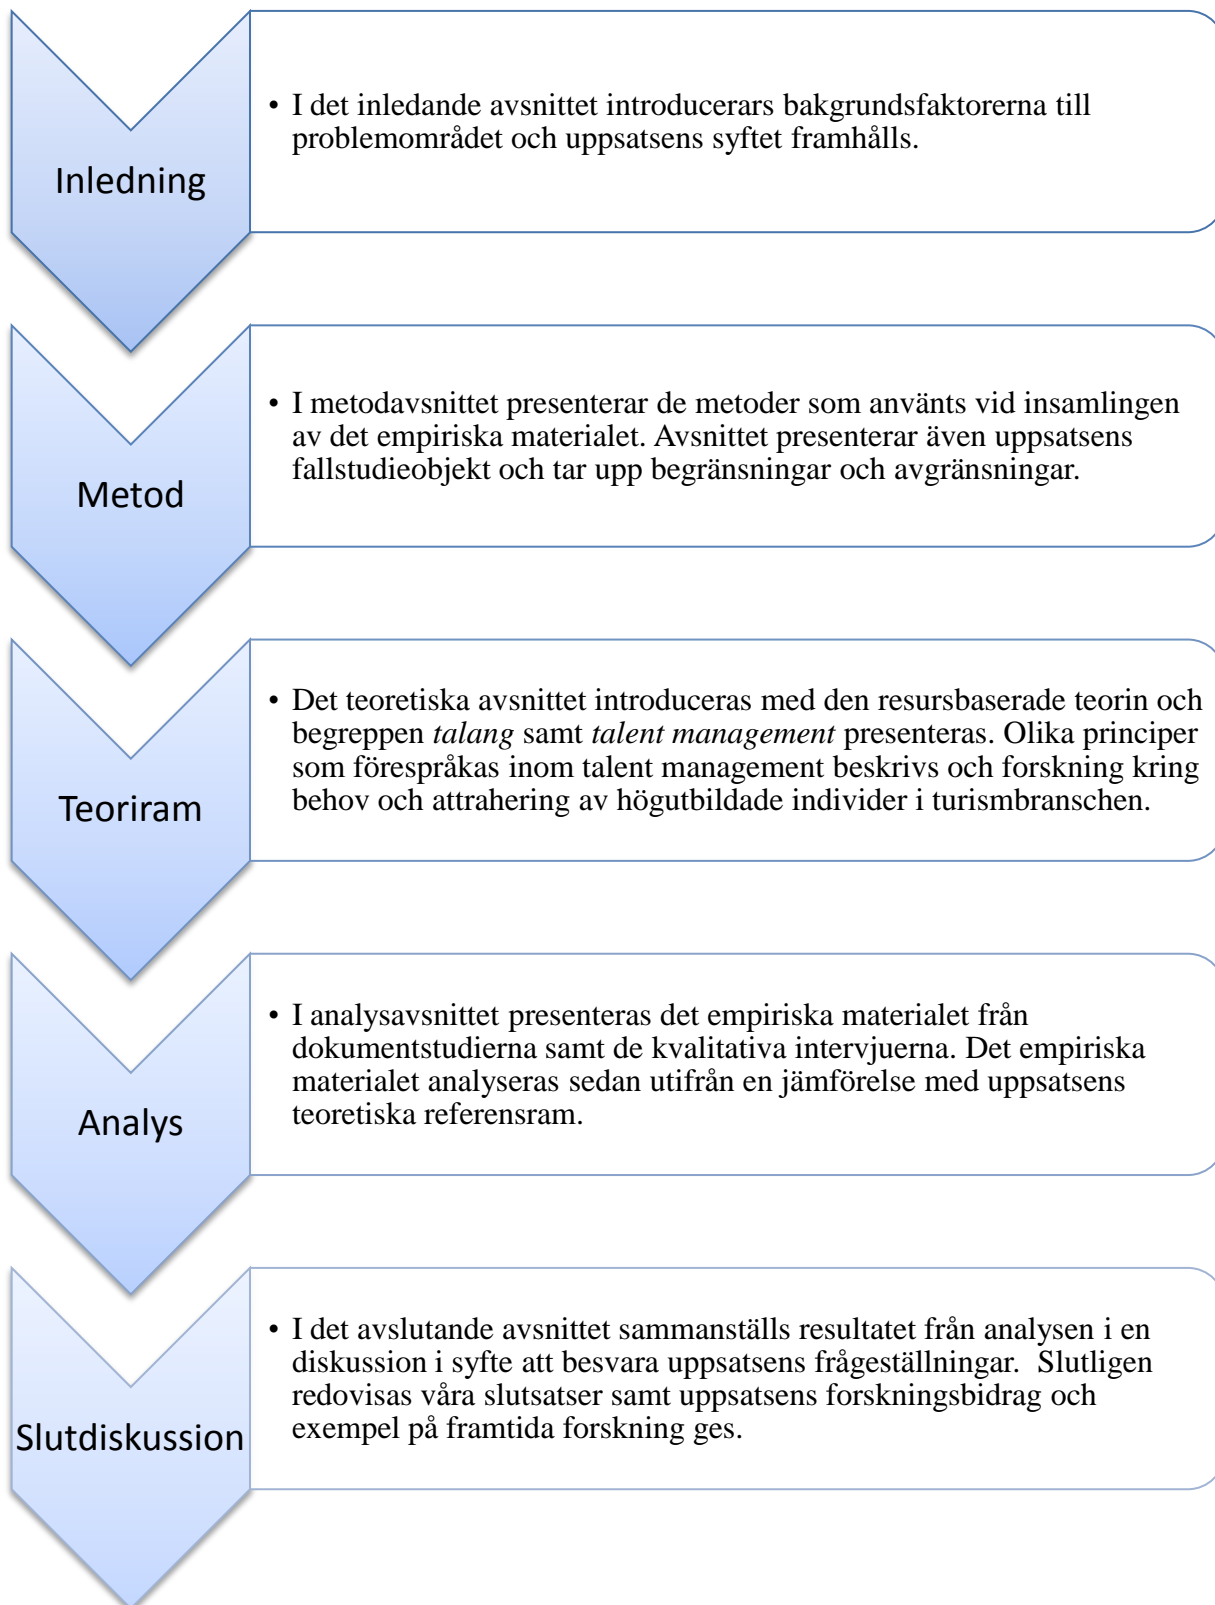 Inledning
• I det inledande avsnittet introducerars bakgrundsfaktorerna till
problemområdet och uppsatsens syftet framhålls.
Metod
• I metodavsnittet presenterar de metoder som använts vid insamlingen
av det empiriska materialet. Avsnittet presenterar även uppsatsens
fallstudieobjekt och tar upp begränsningar och avgränsningar.
Teoriram
• Det teoretiska avsnittet introduceras med den resursbaserade teorin och
begreppen talang samt talent management presenteras. Olika principer
som förespråkas inom talent management beskrivs och forskning kring
behov och attrahering av högutbildade individer i turismbranschen.
Analys
• I analysavsnittet presenteras det empiriska materialet från
dokumentstudierna samt de kvalitativa intervjuerna. Det empiriska
materialet analyseras sedan utifrån en jämförelse med uppsatsens
teoretiska referensram.
Slutdiskussion
• I det avslutande avsnittet sammanställs resultatet från analysen i en
diskussion i syfte att besvara uppsatsens frågeställningar.  Slutligen
redovisas våra slutsatser samt uppsatsens forskningsbidrag och
exempel på framtida forskning ges.